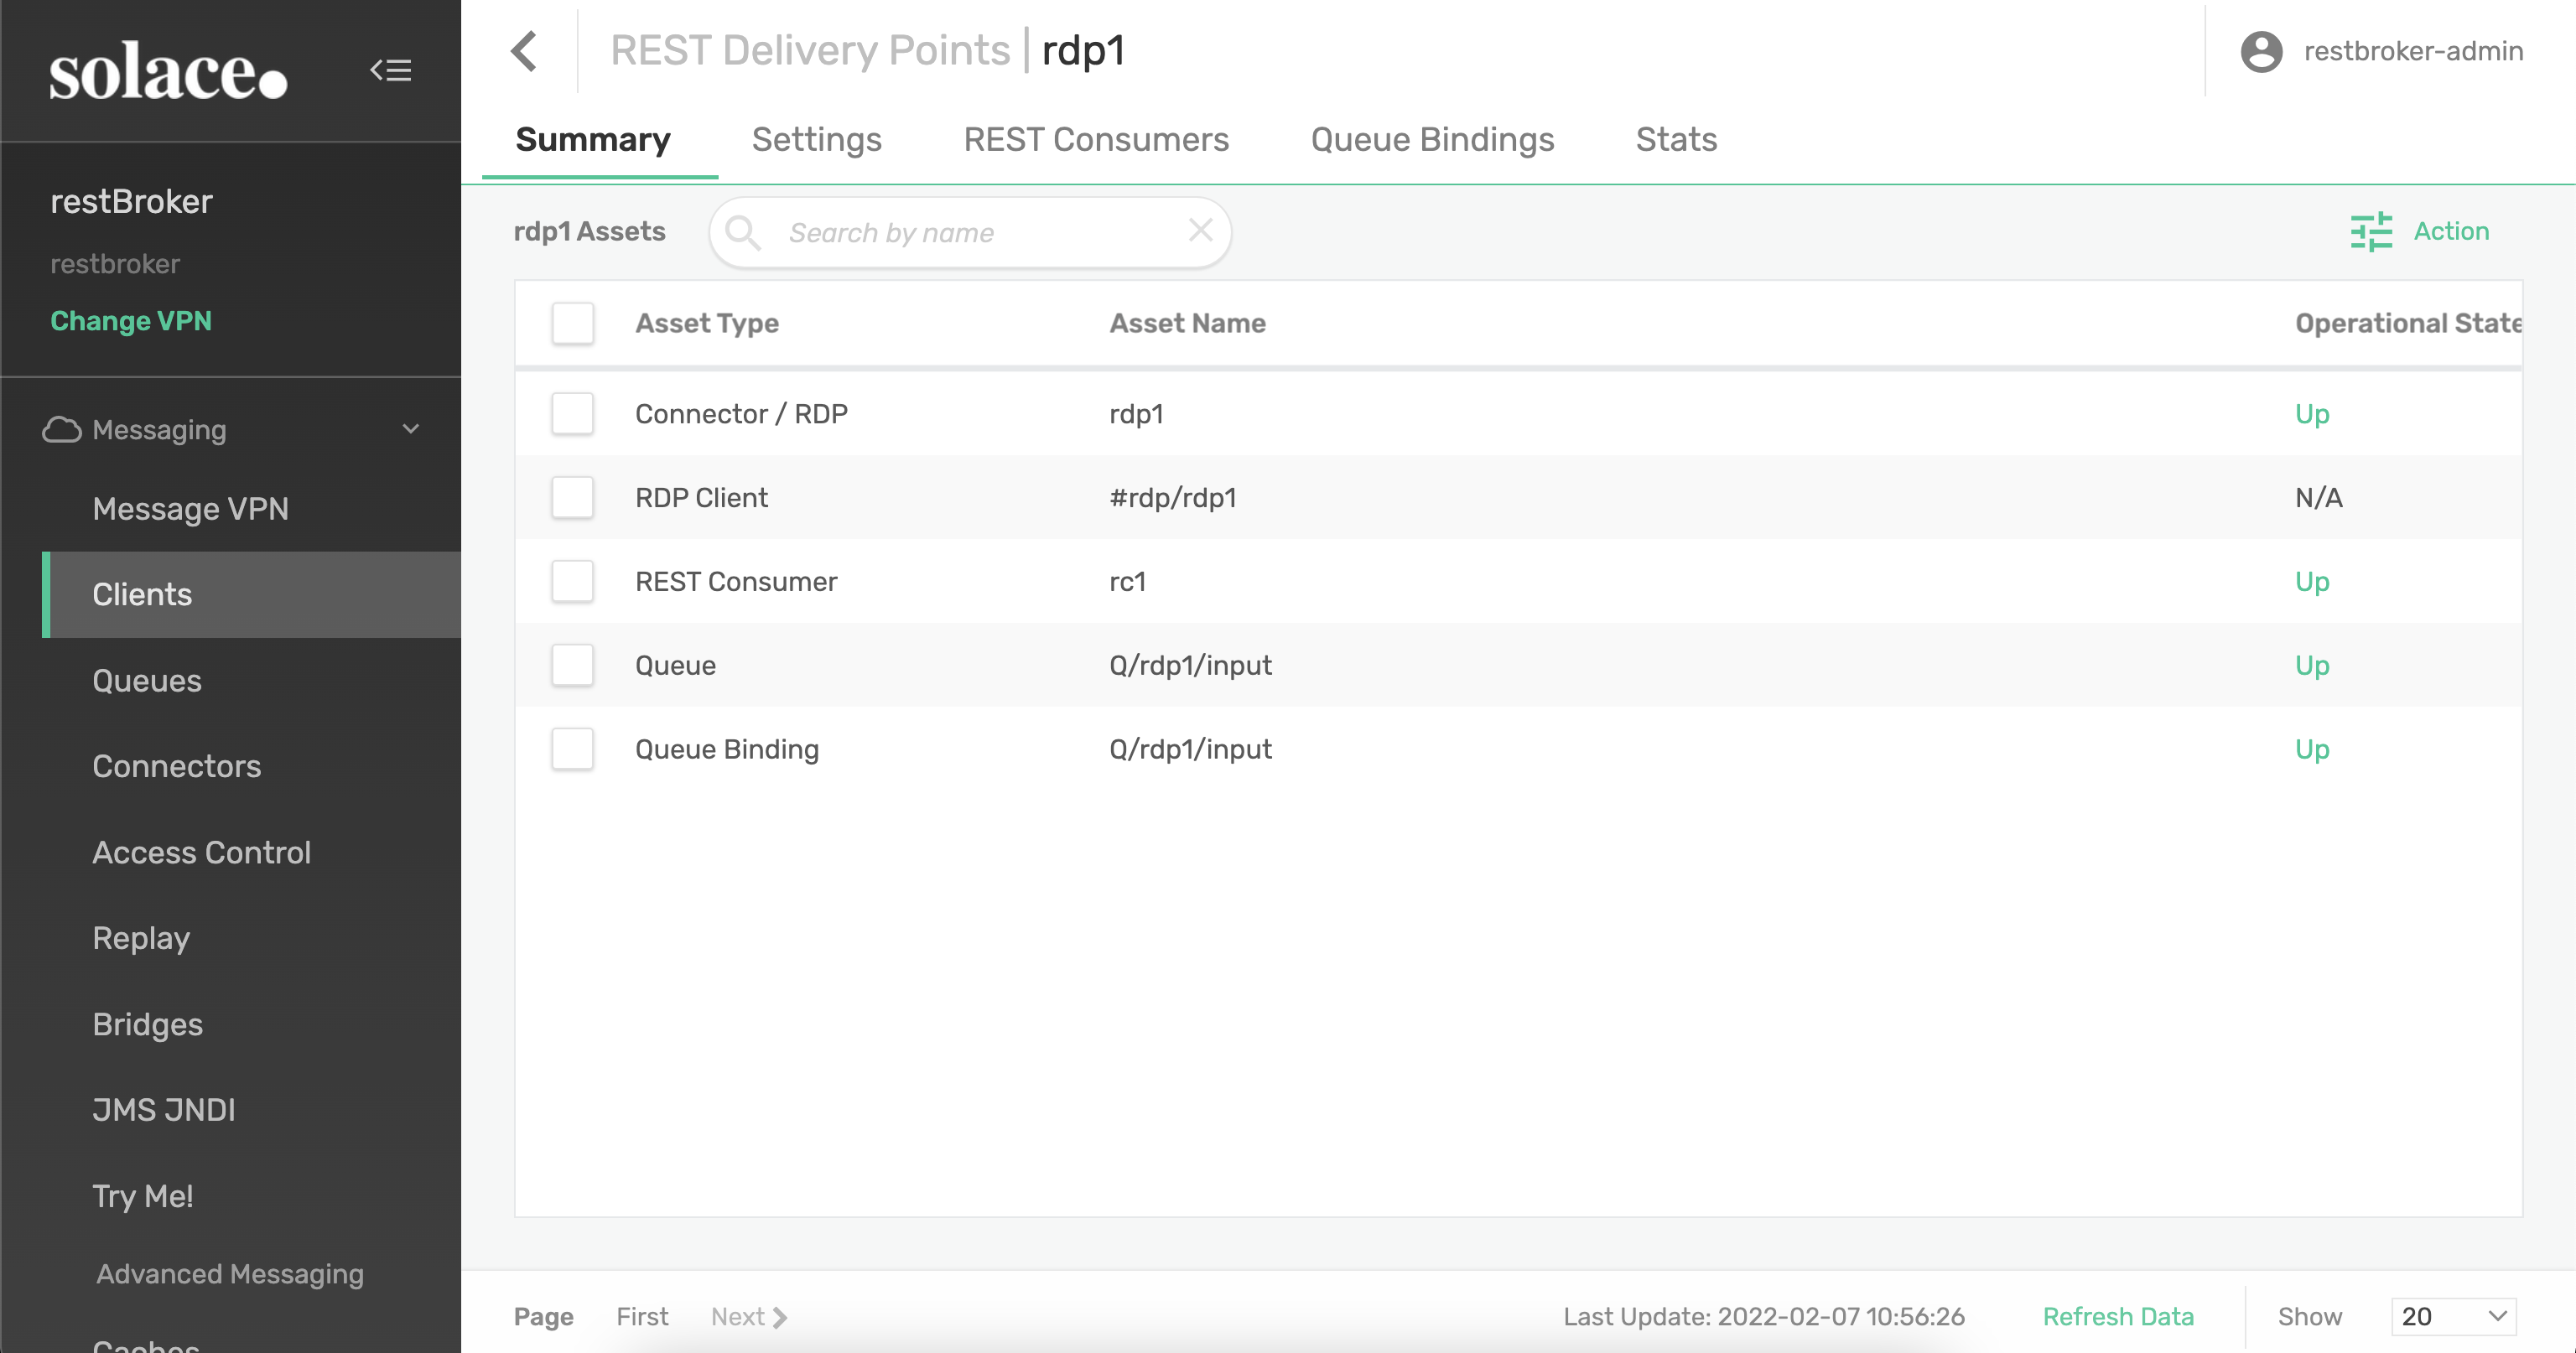 solace.
restBroker
restbroker
Change VPN
Messaging
Message VPN
Clients
Queues
Connectors
Access Control
Replay
Bridges
JMS JNDI
Try Me!
Advanced Messaging
Caches
REST Delivery Points | rdp1
restbroker-admin
Summary Settings REST Consumers Queue Bindings Stats
rdp1 Assets Search by name Action
Asset Type Asset Name Operational State
Connector / RDP rdp1 Up
RDP Client #rdp/rdp1 N/A
REST Consumer rc1 Up
Queue Q/rdp1/input Up
Queue Binding Q/rdp1/input Up
Page First Next Last Update: 2022-02-07 10:56:26 Refresh Data Show 20